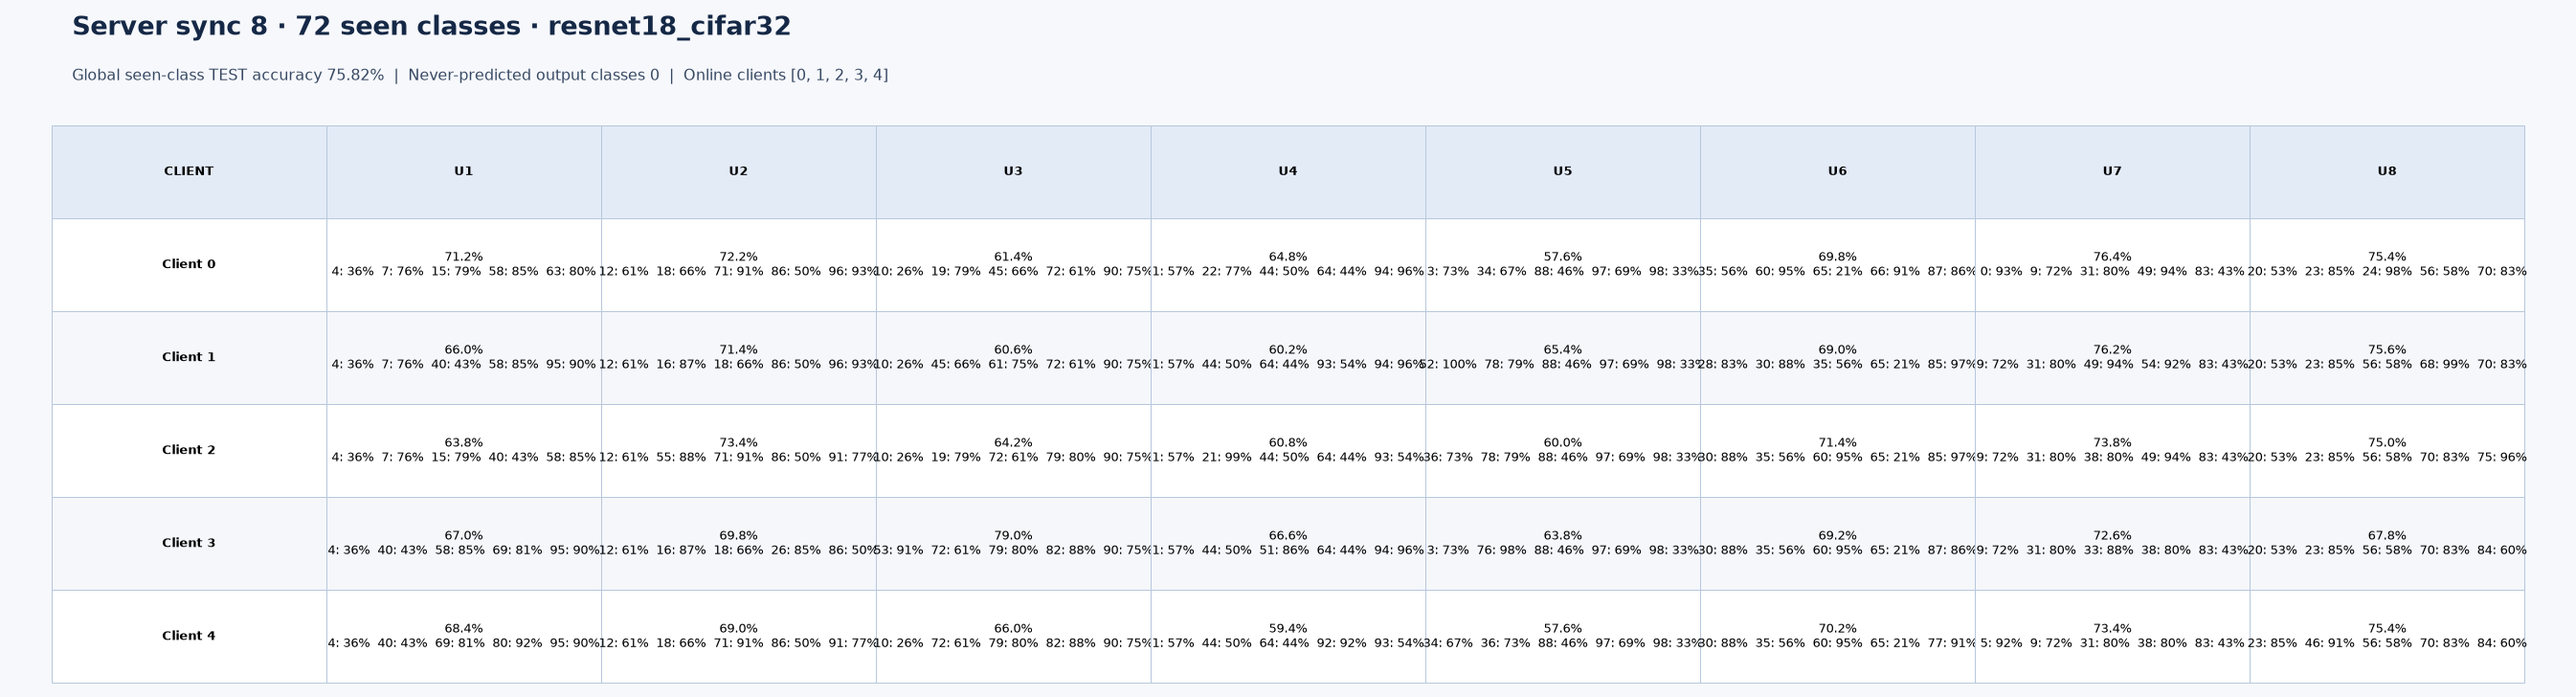 Server sync 8 · 72 seen classes · resnet18_cifar32
Global seen-class TEST accuracy 75.82% | Never-predicted output classes 0 | Online clients [0, 1, 2, 3, 4]
CLIENT U1 U2 U3 U4 U5 U6 U7 U8
71.2% 72.2% 61.4% 64.8% 57.6% 69.8% 76.4% 75.4%
Client 0
4: 36% 7: 76% 15: 79% 58: 85% 63: 80% 12: 61% 18: 66% 71: 91% 86: 50% 96: 93% 10: 26% 19: 79% 45: 66% 72: 61% 90: 75% 1: 57% 22: 77% 44: 50% 64: 44% 94: 96% 3: 73% 34: 67% 88: 46% 97: 69% 98: 33% 35: 56% 60: 95% 65: 21% 66: 91% 87: 86% 0: 93% 9: 72% 31: 80% 49: 94% 83: 43% 20: 53% 23: 85% 24: 98% 56: 58% 70: 83%
66.0% 71.4% 60.6% 60.2% 65.4% 69.0% 76.2% 75.6%
Client 1
4: 36% 7: 76% 40: 43% 58: 85% 95: 90% 12: 61% 16: 87% 18: 66% 86: 50% 96: 93% 10: 26% 45: 66% 61: 75% 72: 61% 90: 75% 1: 57% 44: 50% 64: 44% 93: 54% 94: 96% 52: 100% 78: 79% 88: 46% 97: 69% 98: 33% 28: 83% 30: 88% 35: 56% 65: 21% 85: 97% 9: 72% 31: 80% 49: 94% 54: 92% 83: 43% 20: 53% 23: 85% 56: 58% 68: 99% 70: 83%
63.8% 73.4% 64.2% 60.8% 60.0% 71.4% 73.8% 75.0%
Client 2
4: 36% 7: 76% 15: 79% 40: 43% 58: 85% 12: 61% 55: 88% 71: 91% 86: 50% 91: 77% 10: 26% 19: 79% 72: 61% 79: 80% 90: 75% 1: 57% 21: 99% 44: 50% 64: 44% 93: 54% 36: 73% 78: 79% 88: 46% 97: 69% 98: 33% 30: 88% 35: 56% 60: 95% 65: 21% 85: 97% 9: 72% 31: 80% 38: 80% 49: 94% 83: 43% 20: 53% 23: 85% 56: 58% 70: 83% 75: 96%
67.0% 69.8% 79.0% 66.6% 63.8% 69.2% 72.6% 67.8%
Client 3
4: 36% 40: 43% 58: 85% 69: 81% 95: 90% 12: 61% 16: 87% 18: 66% 26: 85% 86: 50% 53: 91% 72: 61% 79: 80% 82: 88% 90: 75% 1: 57% 44: 50% 51: 86% 64: 44% 94: 96% 3: 73% 76: 98% 88: 46% 97: 69% 98: 33% 30: 88% 35: 56% 60: 95% 65: 21% 87: 86% 9: 72% 31: 80% 33: 88% 38: 80% 83: 43% 20: 53% 23: 85% 56: 58% 70: 83% 84: 60%
68.4% 69.0% 66.0% 59.4% 57.6% 70.2% 73.4% 75.4%
Client 4
4: 36% 40: 43% 69: 81% 80: 92% 95: 90% 12: 61% 18: 66% 71: 91% 86: 50% 91: 77% 10: 26% 72: 61% 79: 80% 82: 88% 90: 75% 1: 57% 44: 50% 64: 44% 92: 92% 93: 54% 34: 67% 36: 73% 88: 46% 97: 69% 98: 33% 30: 88% 35: 56% 60: 95% 65: 21% 77: 91% 5: 92% 9: 72% 31: 80% 38: 80% 83: 43% 23: 85% 46: 91% 56: 58% 70: 83% 84: 60%